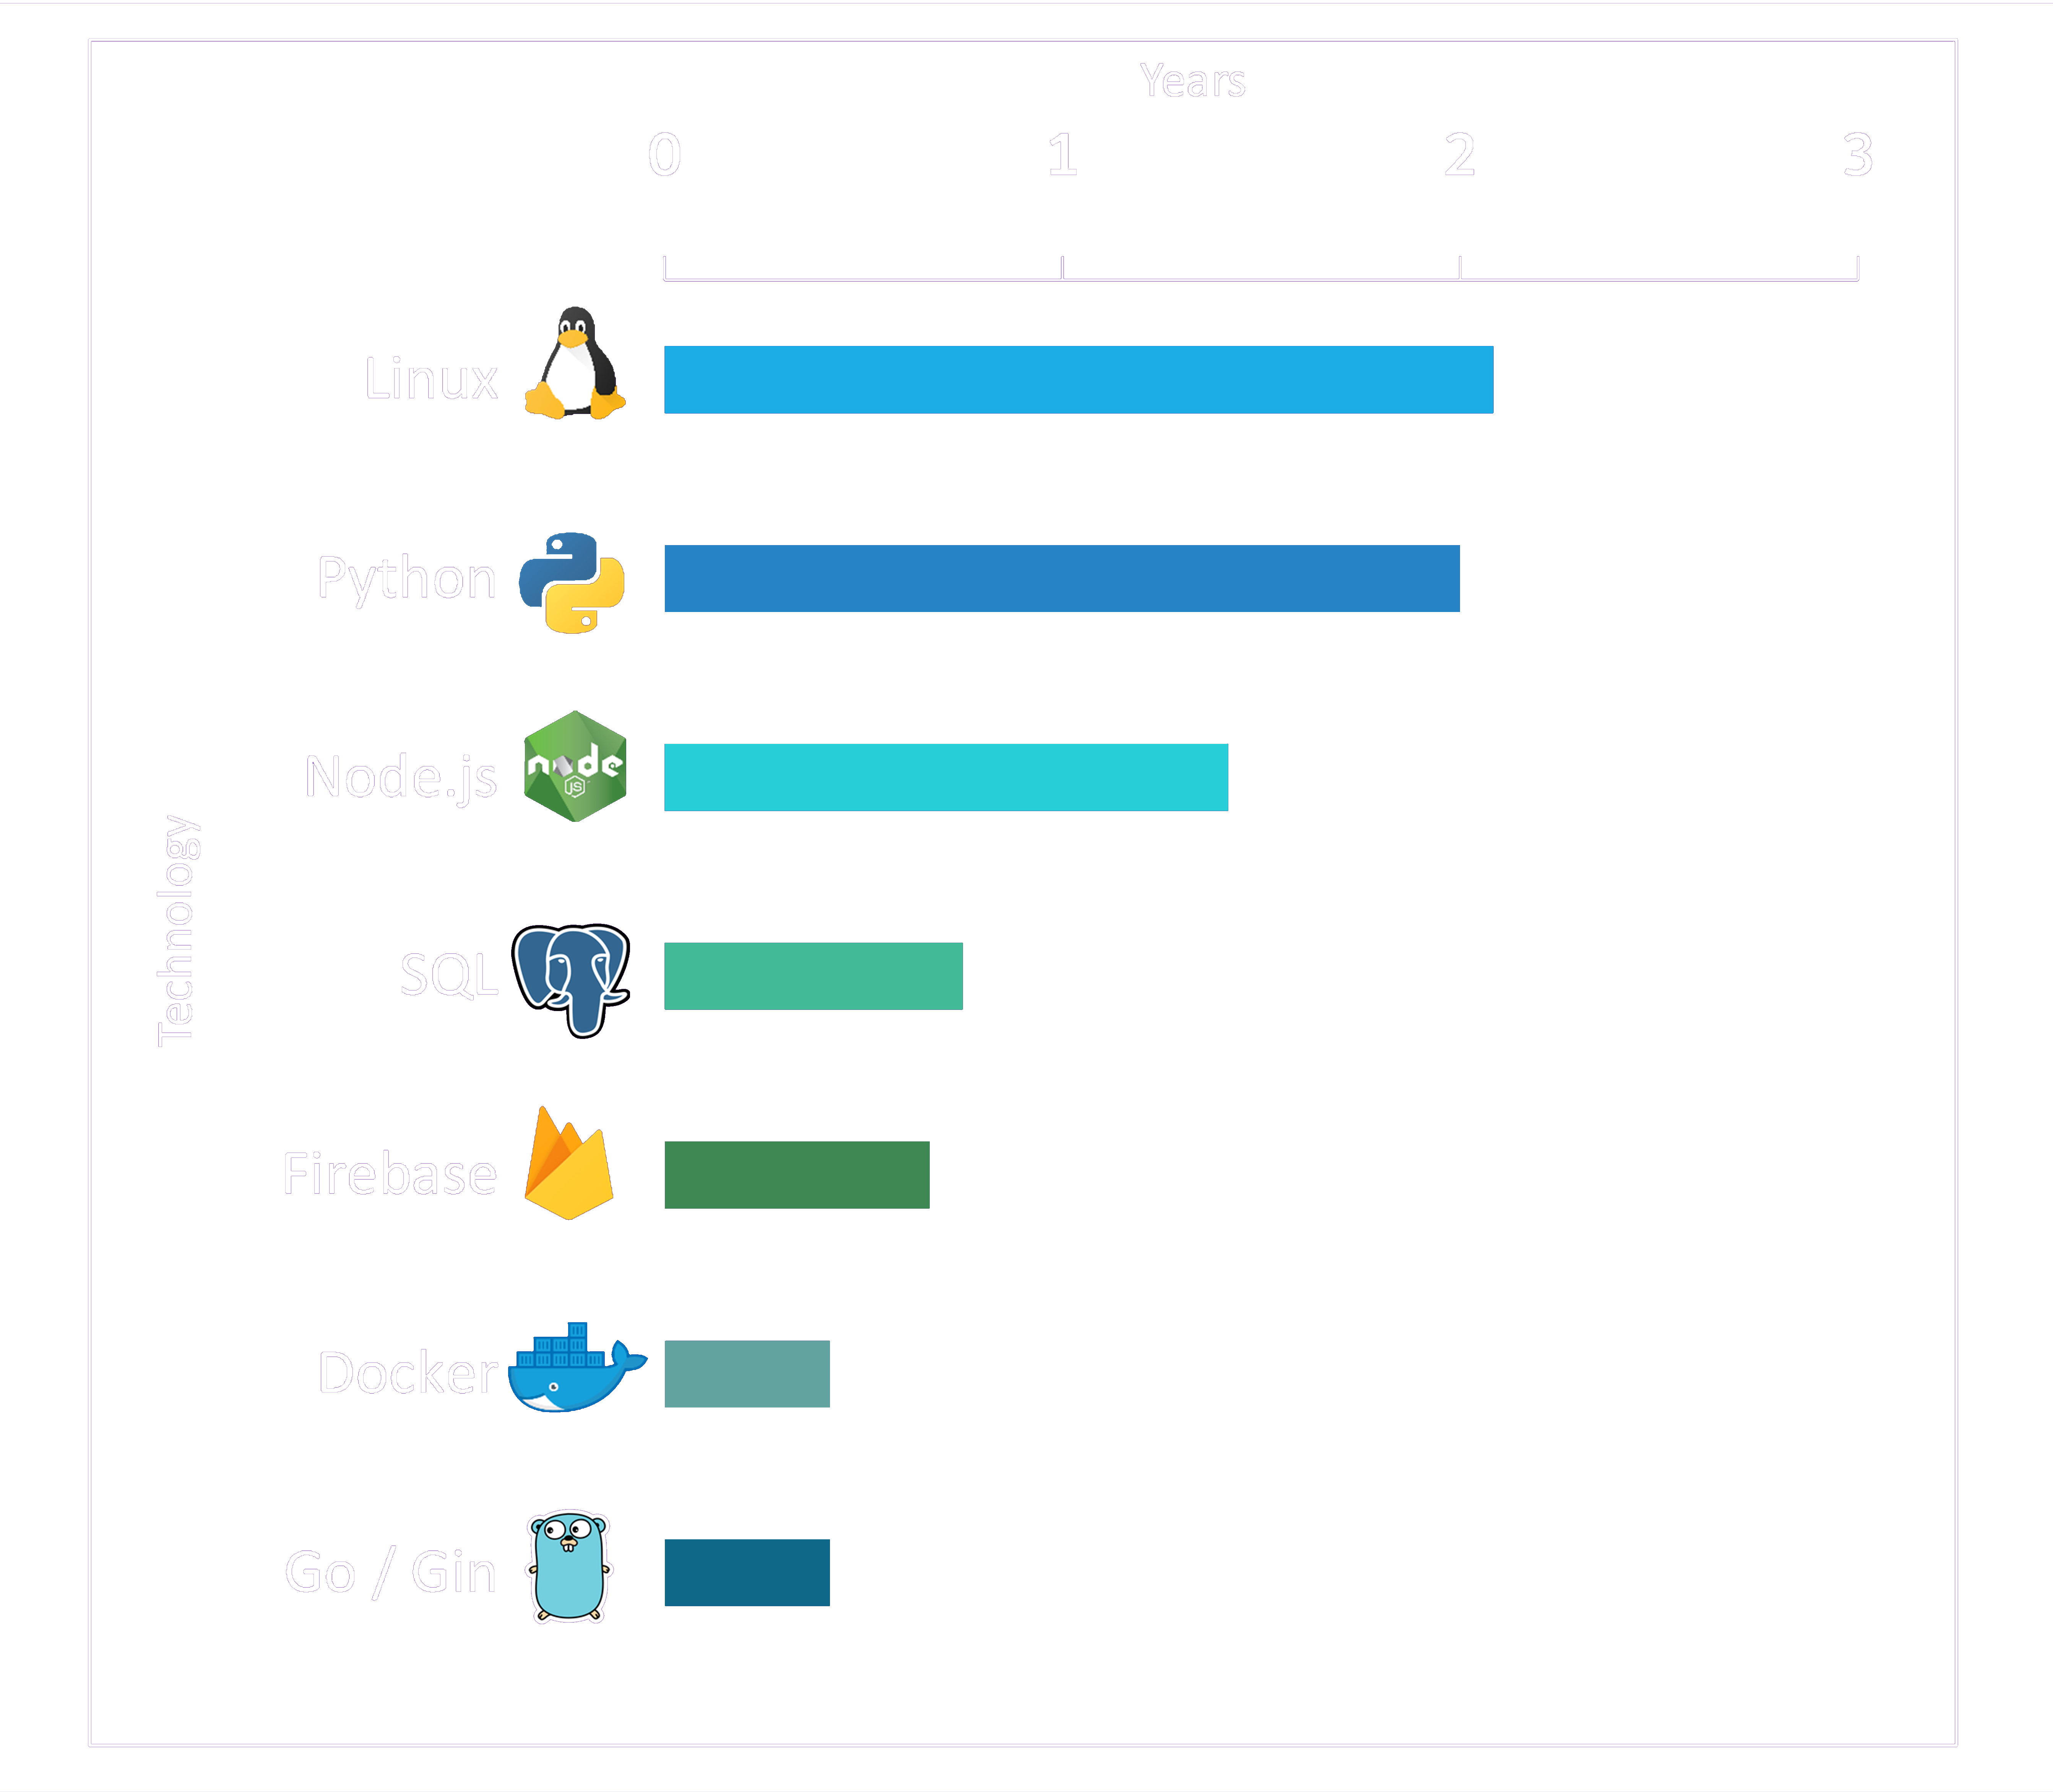 Years
0 1 2 3
Linux
Python
node
JS
Node.js
SQL
Firebase
Docker
Go / Gin
Technology